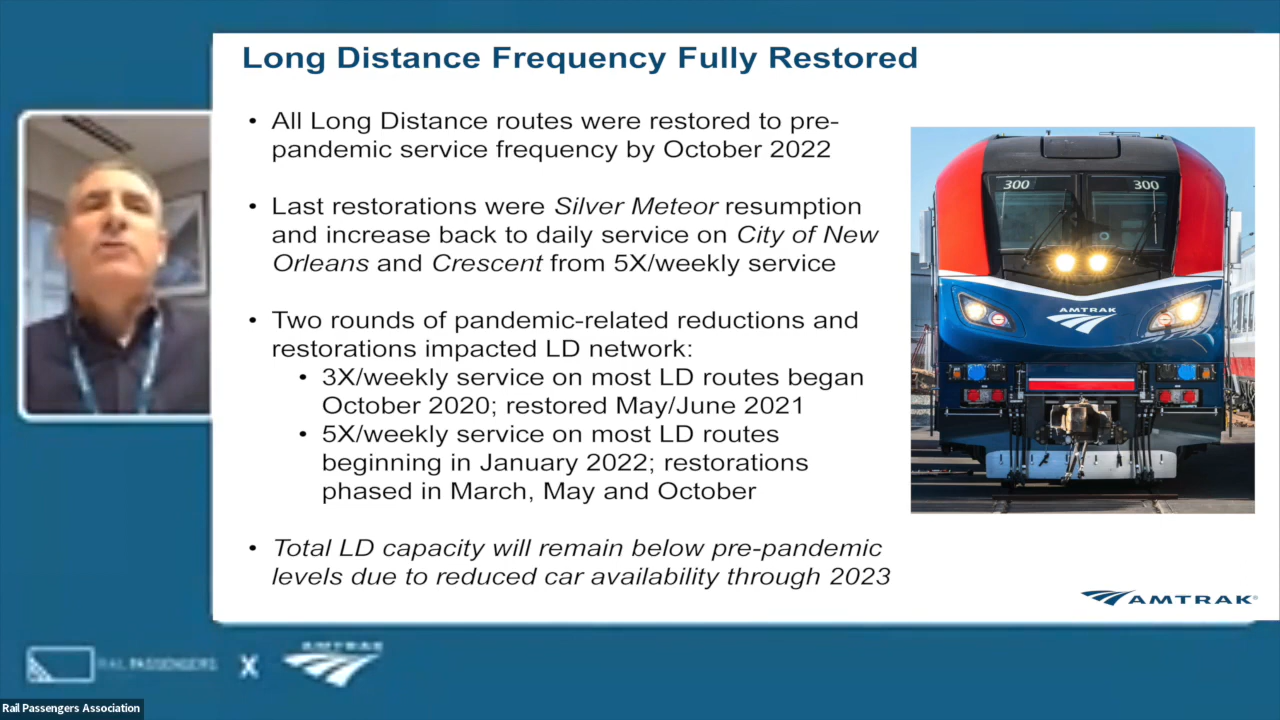 Long Distance Frequency Fully Restored
• All Long Distance routes were restored to pre-
pandemic service frequency by October 2022
• Last restorations were Silver Meteor resumption
and increase back to daily service on City of New
Orleans and Crescent from 5X/weekly service
• Two rounds of pandemic-related reductions and
restorations impacted LD network:
• 3X/weekly service on most LD routes began
October 2020; restored May/June 2021
• 5X/weekly service on most LD routes
beginning in January 2022; restorations
phased in March, May and October
• Total LD capacity will remain below pre-pandemic
levels due to reduced car availability through 2023
300 300
AMTRAK
AMTRAK®
RAIL PASSENGERS X AMTRAK
Rail Passengers Association